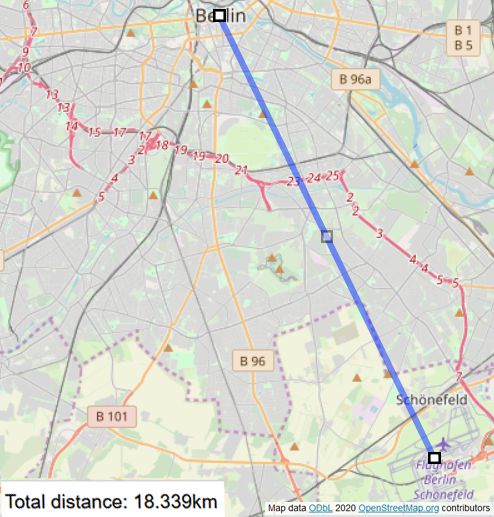 Berlin
B 1
B 5
B 96a
6
7
9
10
13
13
14
15
17
17
18
19
19
20
21
23
24
25
2
3
4
5
2
2
3
4
4
5
5
7
B 96
B 101
Schönefeld
Flughafen
Berlin -
Schönefeld
Total distance: 18.339km
Map data ODbL 2020 OpenStreetMap.org contributors